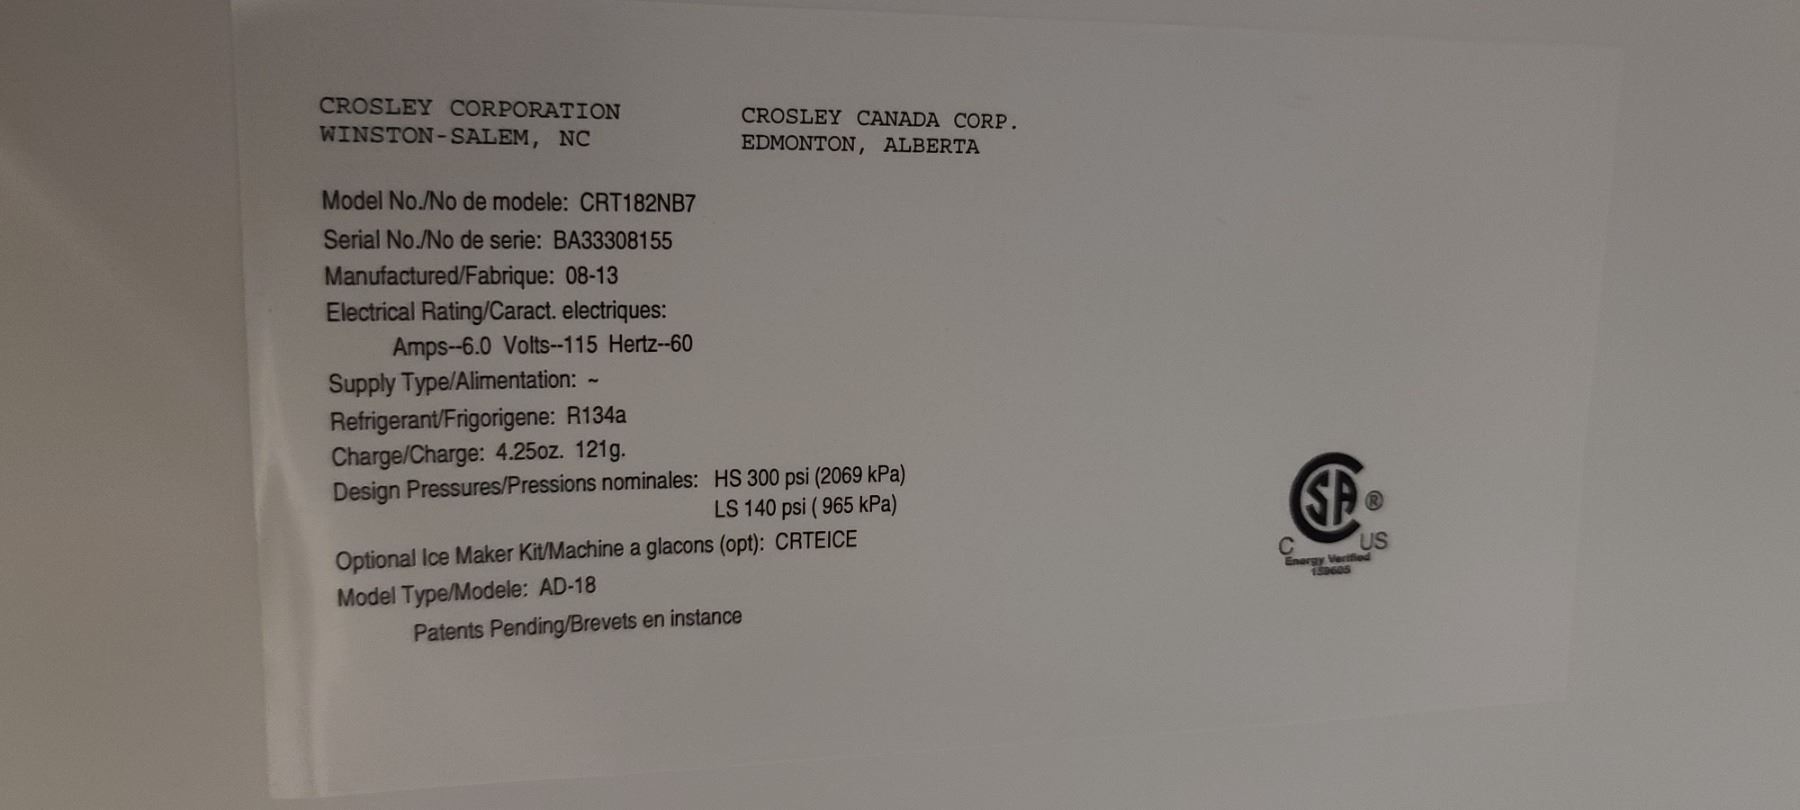 CROSLEY CORPORATION
WINSTON-SALEM, NC
CROSLEY CANADA CORP.
EDMONTON, ALBERTA
Model No./No de modele: CRT182NB7
Serial No./No de serie: BA33308155
Manufactured/Fabrique: 08-13
Electrical Rating/Caract. electriques:
Amps--6.0 Volts--115 Hertz--60
Supply Type/Alimentation: ~
Refrigerant/Frigorigene: R134a
Charge/Charge: 4.25oz. 121g.
Design Pressures/Pressions nominales: HS 300 psi (2069 kPa)
LS 140 psi ( 965 kPa)
Optional Ice Maker Kit/Machine a glacons (opt): CRTEICE
Model Type/Modele: AD-18
Patents Pending/Brevets en instance
CSA ®
C US
Energy Verified